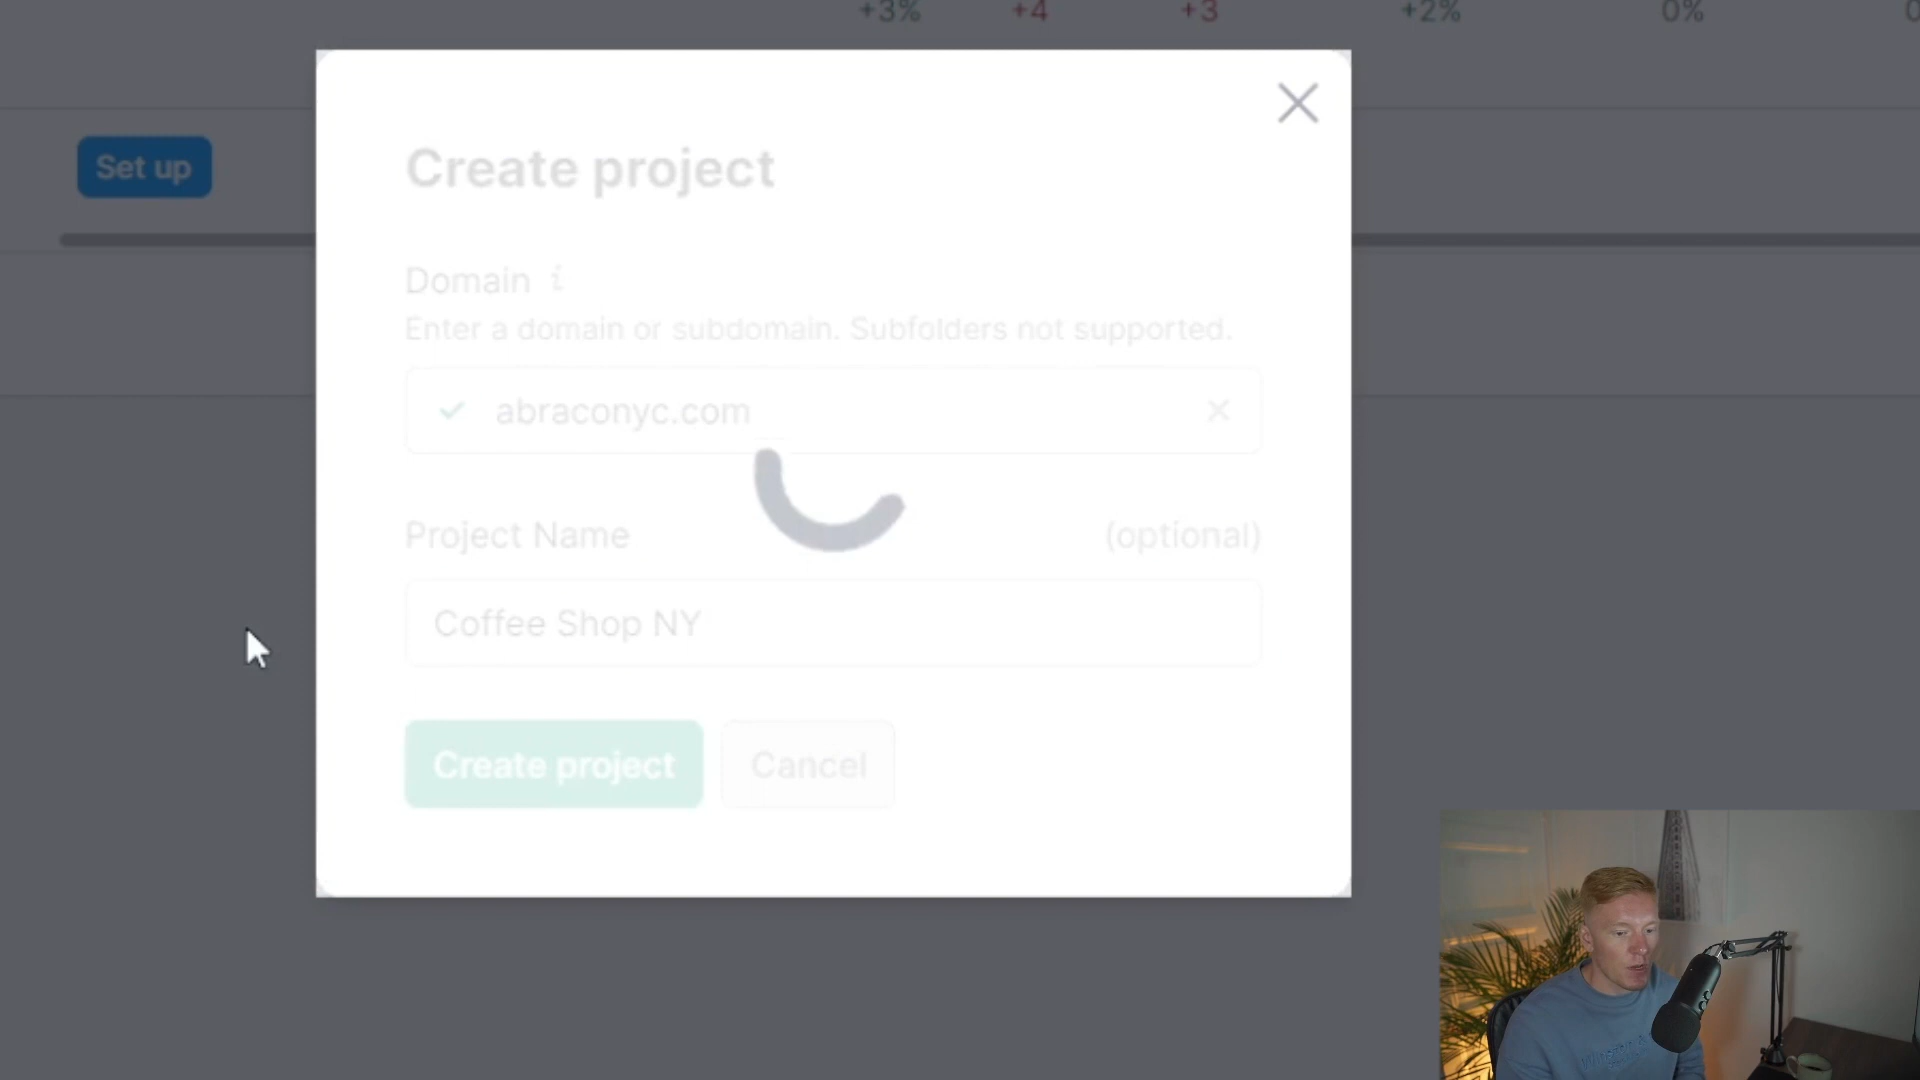 +3% +4 +3 +2% 0%
Set up
Create project
Domain i
Enter a domain or subdomain. Subfolders not supported.
abraconyc.com
Project Name (optional)
Coffee Shop NY
Create project Cancel